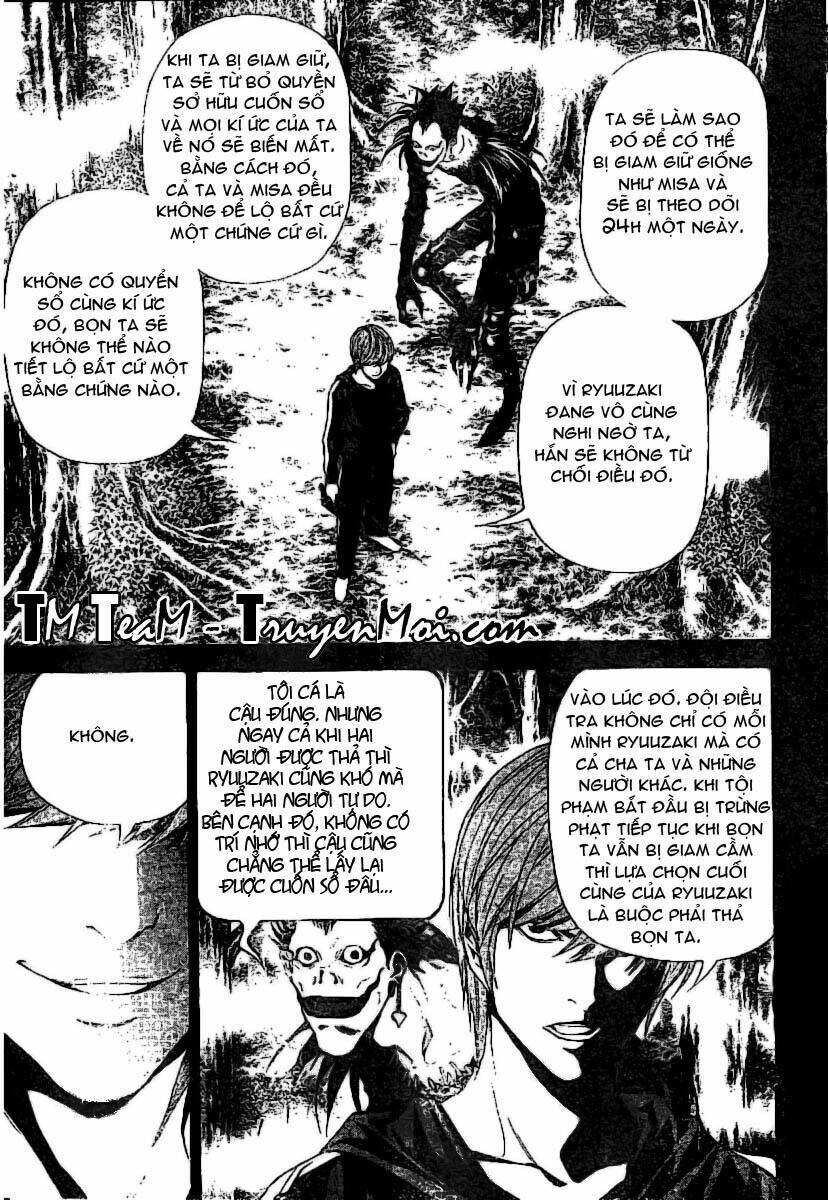 TA SẼ LÀM SAO
ĐÓ ĐỂ CÓ THỂ
BỊ GIAM GIỮ GIỐNG
NHƯ MISA VÀ
SẼ BỊ THEO DÕI
24H MỘT NGÀY.
VÌ RYUUZAKI
ĐANG VÔ CÙNG
NGHI NGỜ TA,
HẮN SẼ KHÔNG TỪ
CHỐI ĐIỀU ĐÓ.
KHI TA BỊ GIAM GIỮ,
TA SẼ TỪ BỎ QUYỀN
SỞ HỮU CUỐN SỔ
VÀ MỌI KÍ ỨC CỦA TA
VỀ NÓ SẼ BIẾN MẤT.
BẰNG CÁCH ĐÓ,
CẢ TA VÀ MISA ĐỀU
KHÔNG ĐỂ LỘ BẤT CỨ
MỘT CHỨNG CỨ GÌ.
KHÔNG CÓ QUYỂN
SỔ CÙNG KÍ ỨC
ĐÓ, BỌN TA SẼ
KHÔNG THỂ NÀO
TIẾT LỘ BẤT CỨ MỘT
BẰNG CHỨNG NÀO.
TM TeaM - TruyenMoi.com
VÀO LÚC ĐÓ. ĐỘI ĐIỀU
TRA KHÔNG CHỈ CÓ MỖI
MÌNH RYUUZAKI MÀ CÓ
CẢ CHA TA VÀ NHỮNG
NGƯỜI KHÁC. KHI TỘI
PHẠM BẮT ĐẦU BỊ TRỪNG
PHẠT TIẾP TỤC KHI BỌN
TA VẪN BỊ GIAM CẦM
THÌ LỰA CHỌN CUỐI
CÙNG CỦA RYUUZAKI
LÀ BUỘC PHẢI THẢ
BỌN TA.
TÔI CÁ LÀ
CẬU ĐÚNG. NHƯNG
NGAY CẢ KHI HAI
NGƯỜI ĐƯỢC THẢ THÌ
RYUUZAKI CŨNG KHÓ MÀ
ĐỂ HAI NGƯỜI TỰ DO.
BÊN CẠNH ĐÓ, KHÔNG CÓ
TRÍ NHỚ THÌ CẬU CŨNG
CHẲNG THỂ LẤY LẠI
ĐƯỢC CUỐN SỔ ĐÂU...
KHÔNG.